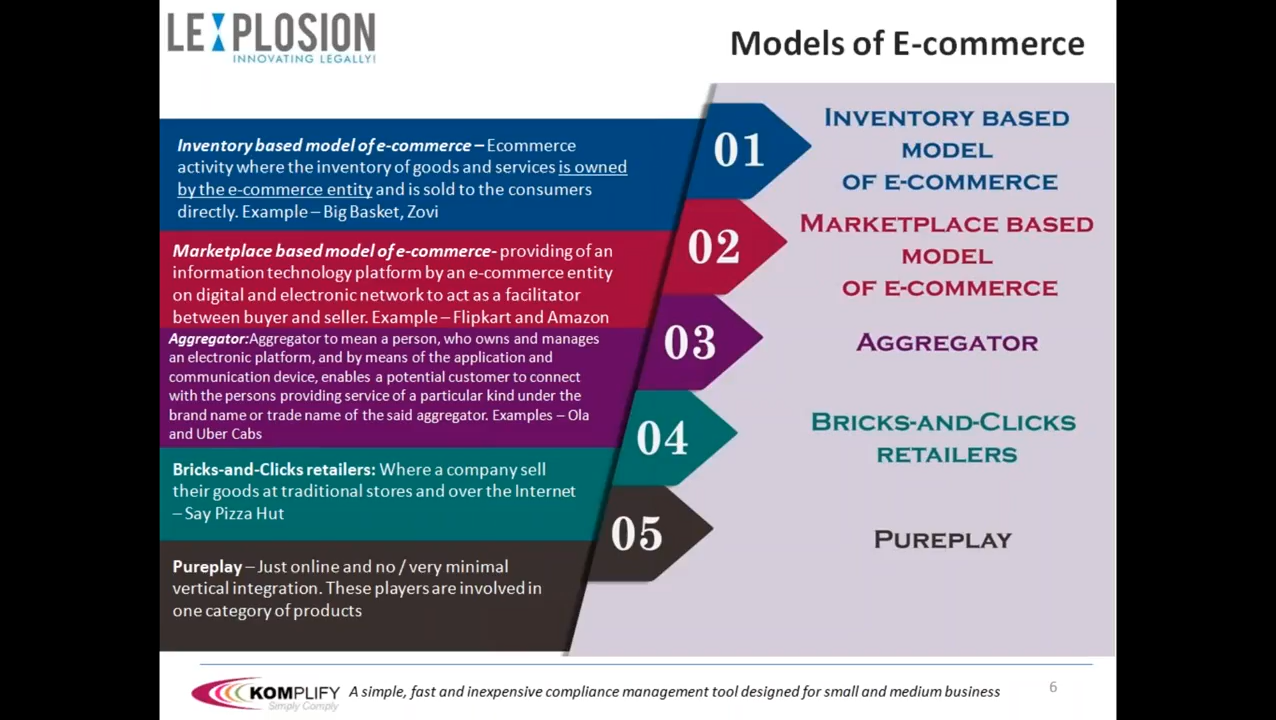 LEXPLOSION
INNOVATING LEGALLY!
Models of E-commerce
Inventory based model of e-commerce – Ecommerce
activity where the inventory of goods and services is owned
by the e-commerce entity and is sold to the consumers
directly. Example – Big Basket, Zovi
01
INVENTORY BASED
MODEL
OF E-COMMERCE
Marketplace based model of e-commerce- providing of an
information technology platform by an e-commerce entity
on digital and electronic network to act as a facilitator
between buyer and seller. Example – Flipkart and Amazon
02
MARKETPLACE BASED
MODEL
OF E-COMMERCE
Aggregator:Aggregator to mean a person, who owns and manages
an electronic platform, and by means of the application and
communication device, enables a potential customer to connect
with the persons providing service of a particular kind under the
brand name or trade name of the said aggregator. Examples – Ola
and Uber Cabs
03
AGGREGATOR
Bricks-and-Clicks retailers: Where a company sell
their goods at traditional stores and over the Internet
– Say Pizza Hut
04
BRICKS-AND-CLICKS
RETAILERS
Pureplay – Just online and no / very minimal
vertical integration. These players are involved in
one category of products
05
PUREPLAY
KOMPLIFY
Simply Comply
A simple, fast and inexpensive compliance management tool designed for small and medium business
6